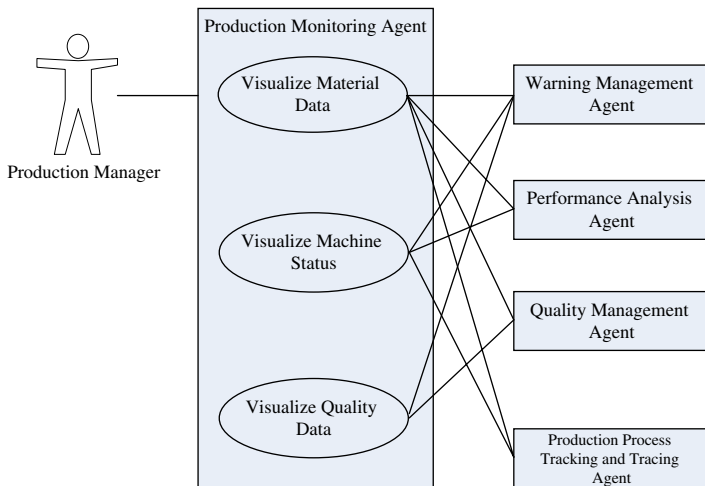 Production Monitoring Agent
Production Manager
Visualize Material
Data
Visualize Machine
Status
Visualize Quality
Data
Warning Management
Agent
Performance Analysis
Agent
Quality Management
Agent
Production Process
Tracking and Tracing
Agent